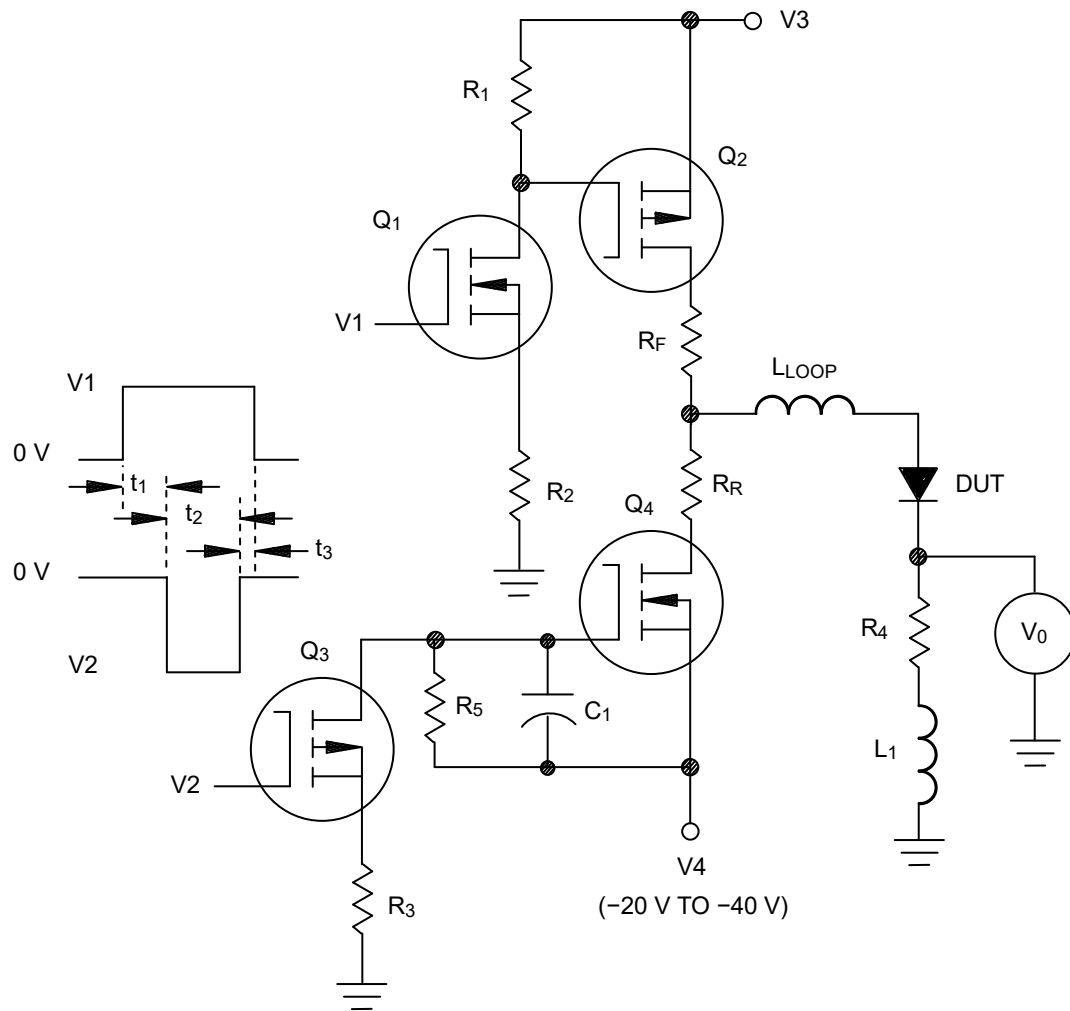 V3
R1
Q2
Q1
V1
RF
LLOOP
V1
0 V
t1
R2
RR
DUT
t2
Q4
t3
0 V
R4
V0
V2
Q3
R5
C1
L1
V2
V4
(−20 V TO −40 V)
R3